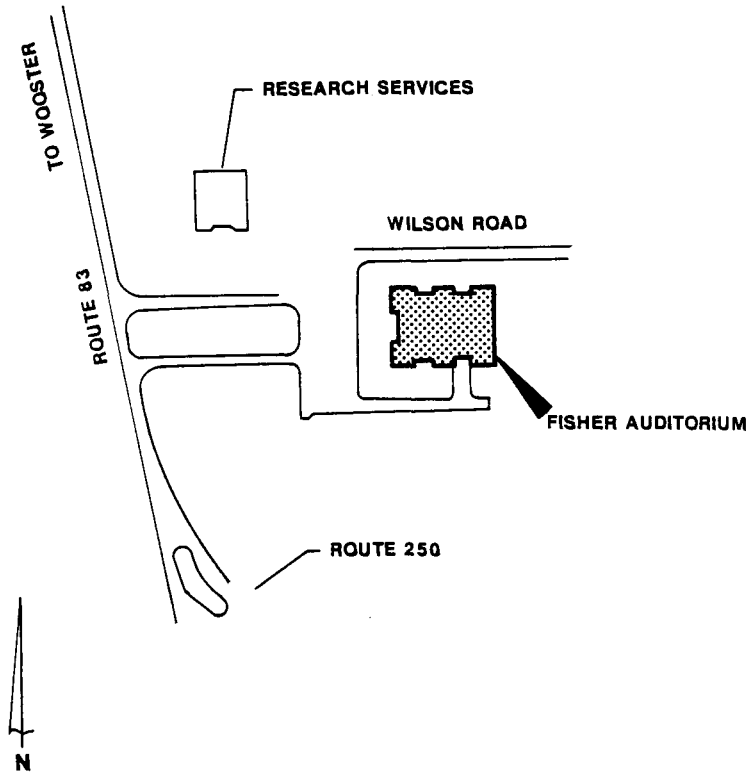 TO WOOSTER
RESEARCH SERVICES
WILSON ROAD
ROUTE 83
FISHER AUDITORIUM
ROUTE 250
N